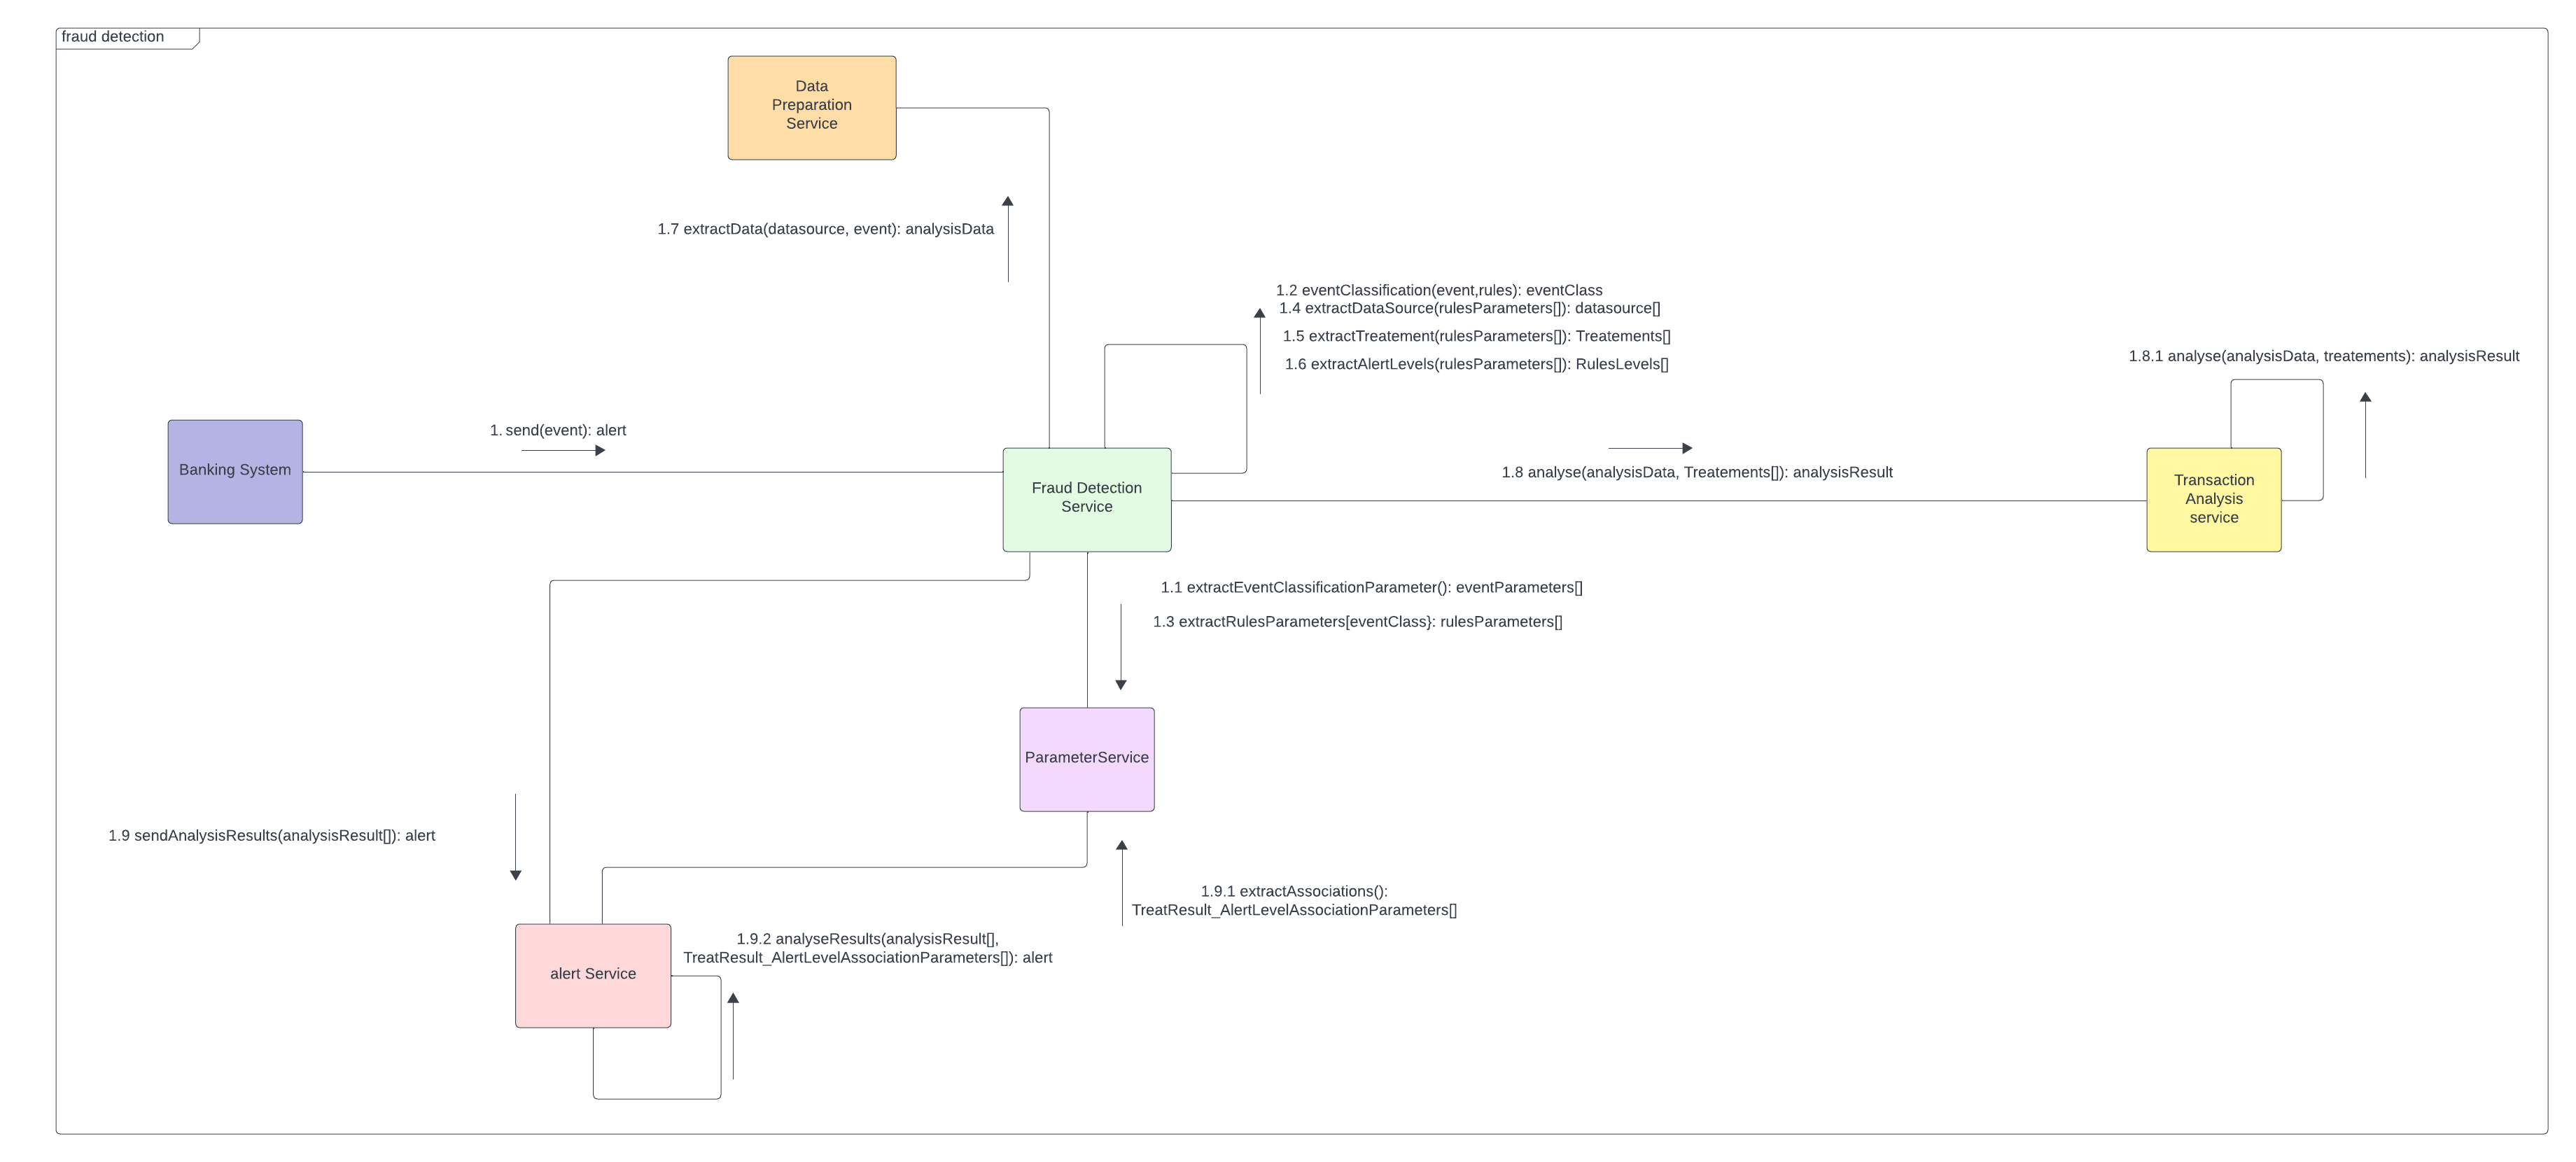 fraud detection
Data
Preparation
Service
1.7 extractData(datasource, event): analysisData
1.2 eventClassification(event,rules): eventClass
1.4 extractDataSource(rulesParameters[]): datasource[]
1.5 extractTreatement(rulesParameters[]): Treatements[]
1.6 extractAlertLevels(rulesParameters[]): RulesLevels[]
1.8.1 analyse(analysisData, treatements): analysisResult
1. send(event): alert
Banking System
Fraud Detection
Service
1.8 analyse(analysisData, Treatements[]): analysisResult
Transaction
Analysis
service
1.1 extractEventClassificationParameter(): eventParameters[]
1.3 extractRulesParameters[eventClass}: rulesParameters[]
ParameterService
1.9 sendAnalysisResults(analysisResult[]): alert
1.9.1 extractAssociations():
TreatResult_AlertLevelAssociationParameters[]
1.9.2 analyseResults(analysisResult[],
TreatResult_AlertLevelAssociationParameters[]): alert
alert Service